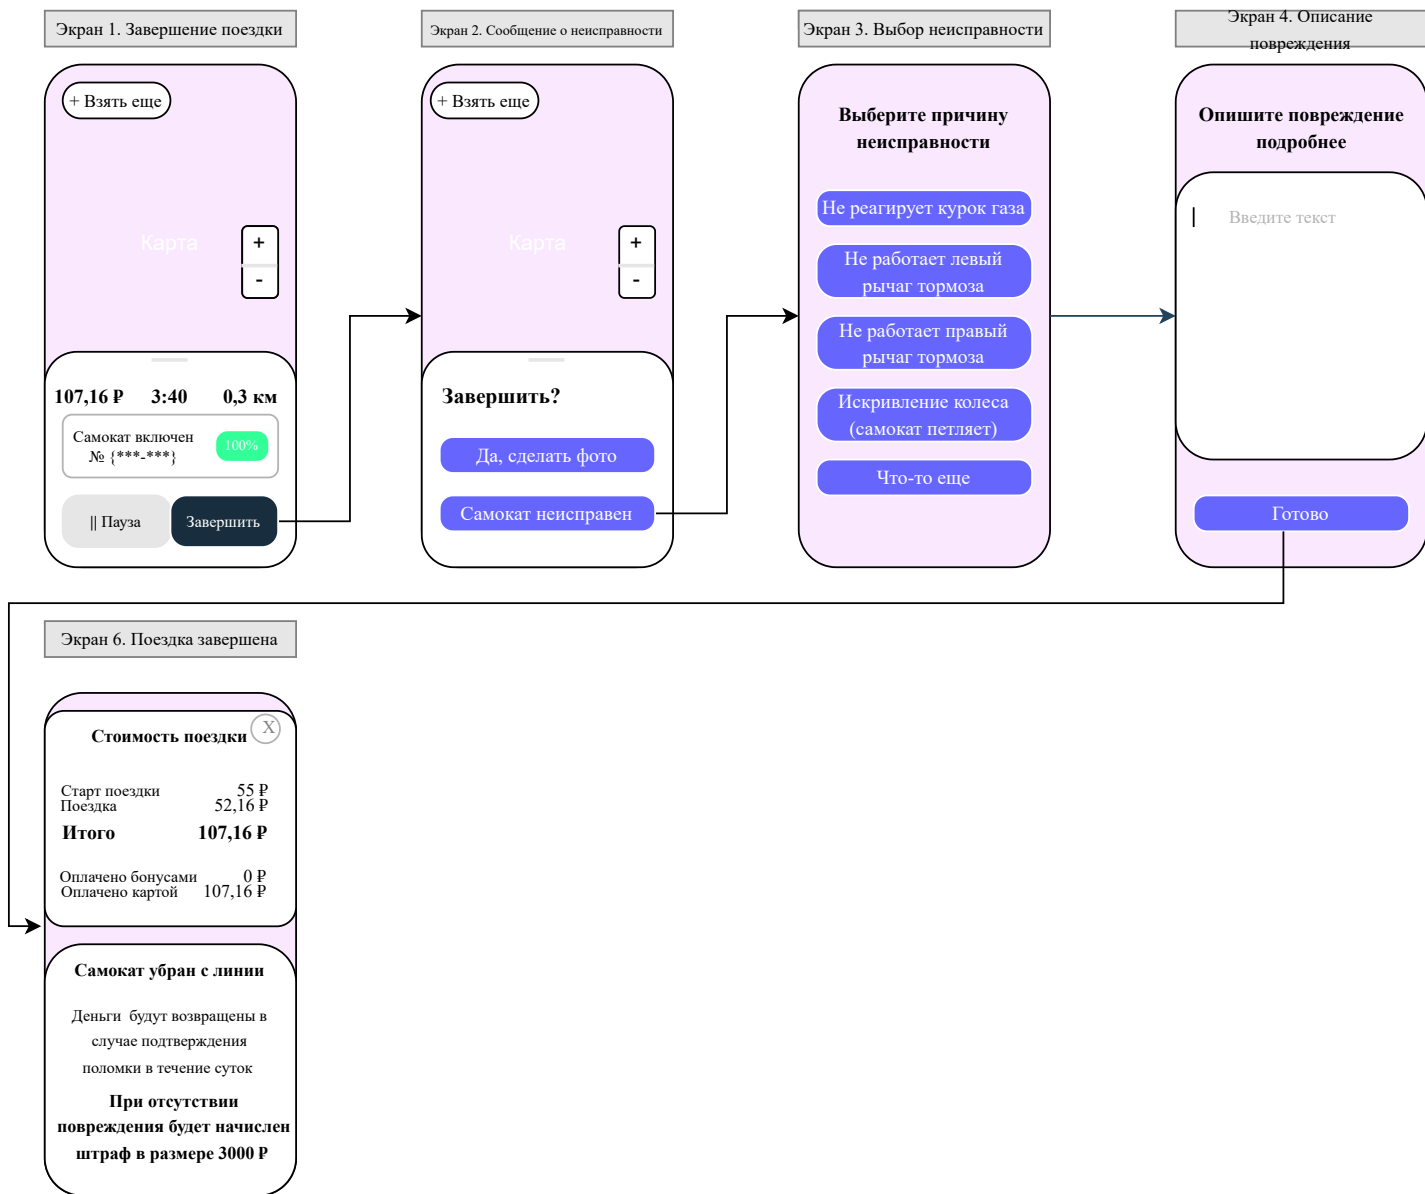 Экран 1. Завершение поездки
+ Взять еще
Карта
+
-
107,16 ₽ 3:40 0,3 км
Самокат включен
№ {***-***}
100%
|| Пауза
Завершить
Экран 2. Сообщение о неисправности
+ Взять еще
Карта
+
-
Завершить?
Да, сделать фото
Самокат неисправен
Экран 3. Выбор неисправности
Выберите причину
неисправности
Не реагирует курок газа
Не работает левый
рычаг тормоза
Не работает правый
рычаг тормоза
Искривление колеса
(самокат петляет)
Что-то еще
Экран 4. Описание
повреждения
Опишите повреждение
подробнее
Введите текст
Готово
Экран 6. Поездка завершена
X
Стоимость поездки
Старт поездки 55 ₽
Поездка 52,16 ₽
Итого 107,16 ₽
Оплачено бонусами 0 ₽
Оплачено картой 107,16 ₽
Самокат убран с линии
Деньги будут возвращены в
случае подтверждения
поломки в течение суток
При отсутствии
повреждения будет начислен
штраф в размере 3000 ₽